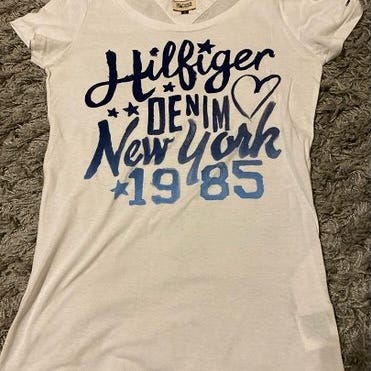 Hilfiger
DENIM
New York
1985